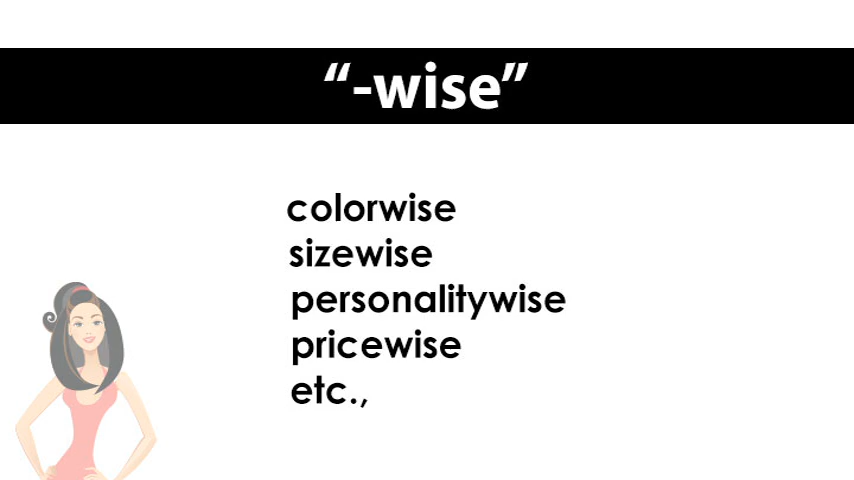 “-wise”
colorwise
sizewise
personalitywise
pricewise
etc.,